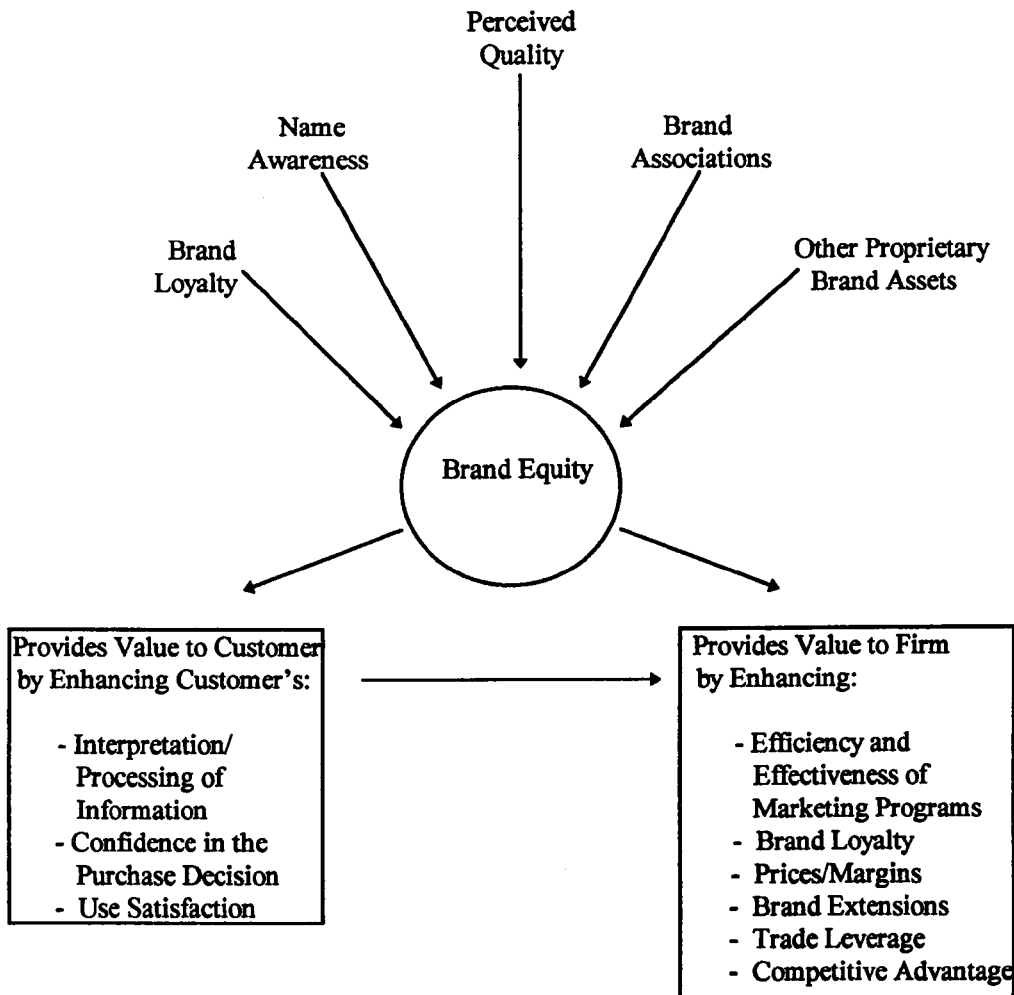 Perceived
Quality
Name
Awareness
Brand
Associations
Brand
Loyalty
Other Proprietary
Brand Assets
Brand Equity
Provides Value to Customer
by Enhancing Customer's:
- Interpretation/
Processing of
Information
- Confidence in the
Purchase Decision
- Use Satisfaction
Provides Value to Firm
by Enhancing:
- Efficiency and
Effectiveness of
Marketing Programs
- Brand Loyalty
- Prices/Margins
- Brand Extensions
- Trade Leverage
- Competitive Advantage